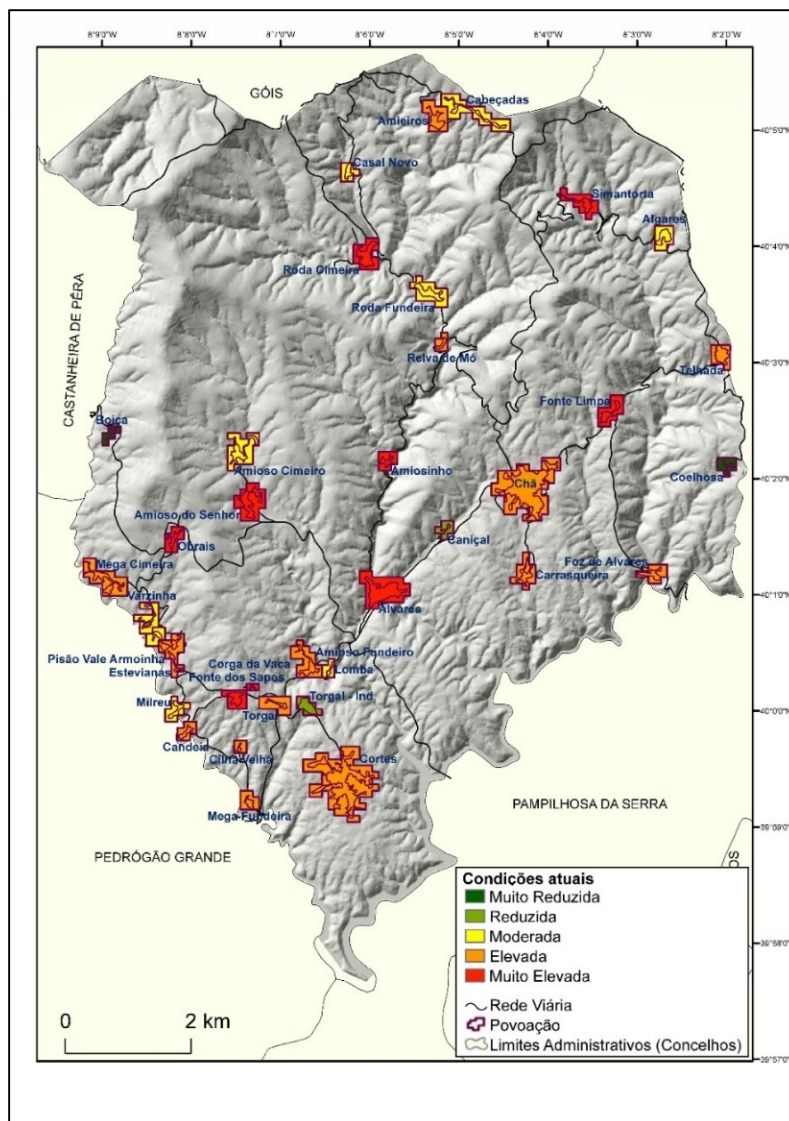 8°9'0"W
8°8'0"W
8°7'0"W
8°6'0"W
8°5'0"W
8°4'0"W
8°3'0"W
8°2'0"W
GÓIS
Cabeçadas
Amieiros
40°5'0"N
Casal Novo
Simantorta
Algares
Roda Cimeira
40°4'0"N
Roda Fundeira
CASTANHEIRA DE PÊRA
Relva de Mó
40°3'0"N
Telhada
Fonte Limpa
Boiça
Amioso Cimeiro
Amiosinho
Chã
Coelhosa
40°2'0"N
Amioso do Senhor
Obrais
Caniçal
Foz de Alvares
Mega Cimeira
Carrasqueira
Varzinha
Alvares
40°1'0"N
Pisão Vale Armoinha
Amioso Fundeiro
Estevianas
Corga da Vaca
Lomba
Fonte dos Sapos
Milreu
Torgal - Ind.
Torgal
40°0'0"N
Candeia
Cilha Velha
Cortes
Mega Fundeira
PAMPILHOSA DA SERRA
39°59'0"N
PEDRÓGÃO GRANDE
Condições atuais
Muito Reduzida
Reduzida
Moderada
Elevada
Muito Elevada
39°58'0"N
Rede Viária
Povoação
Limites Administrativos (Concelhos)
0 2 km
39°57'0"N